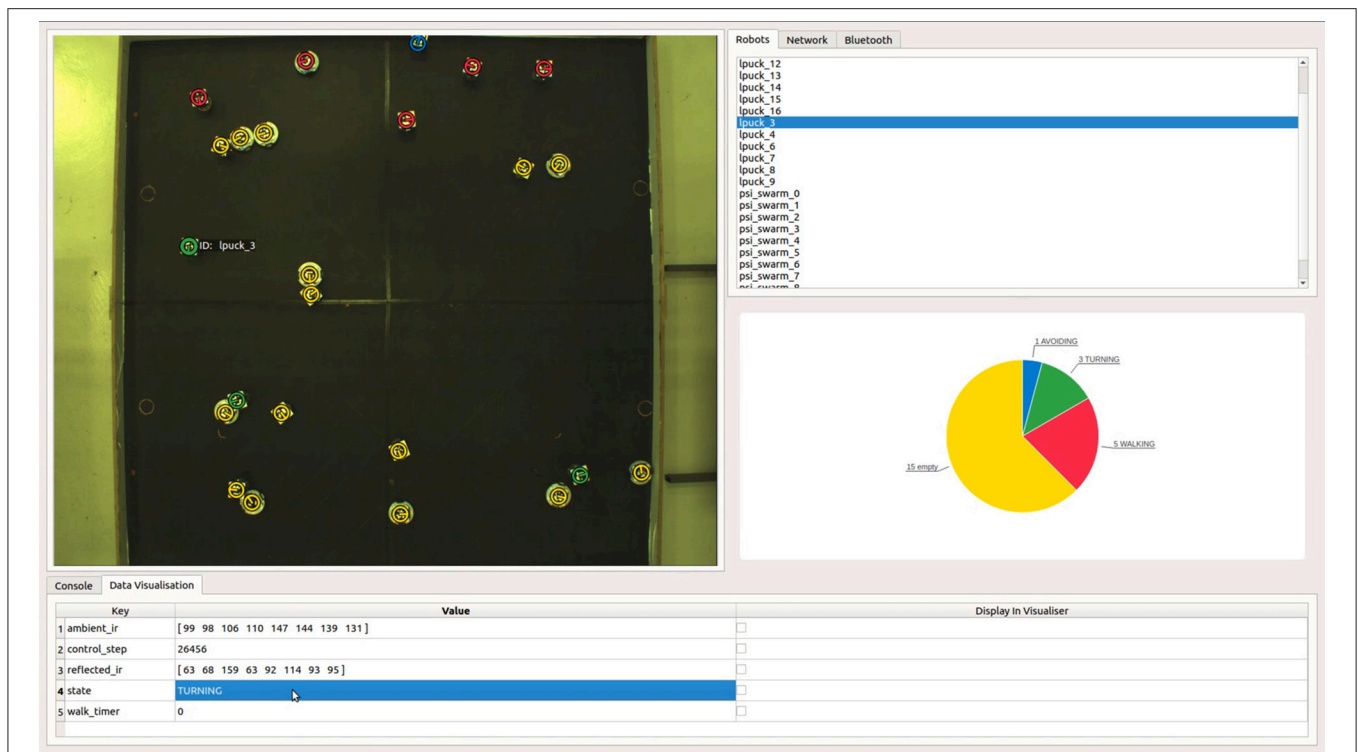 Robots Network Bluetooth
lpuck_12
lpuck_13
lpuck_14
lpuck_15
lpuck_16
lpuck_3
lpuck_4
lpuck_6
lpuck_7
lpuck_8
lpuck_9
psi_swarm_0
psi_swarm_1
psi_swarm_2
psi_swarm_3
psi_swarm_4
psi_swarm_5
psi_swarm_6
psi_swarm_7
psi_swarm_8
ID: lpuck_3
1 AVOIDING
3 TURNING
5 WALKING
15 empty
Console Data Visualisation
Key Value Display In Visualiser
1 ambient_ir [ 99 98 106 110 147 144 139 131 ]
2 control_step 26456
3 reflected_ir [ 63 68 159 63 92 114 93 95 ]
4 state TURNING
5 walk_timer 0